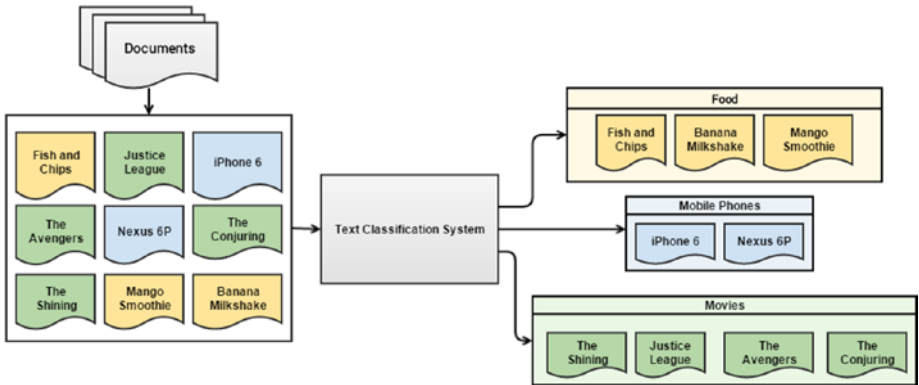 Documents
Fish and
Chips
Justice
League
iPhone 6
The
Avengers
Nexus 6P
The
Conjuring
The
Shining
Mango
Smoothie
Banana
Milkshake
Text Classification System
Food
Fish and
Chips
Banana
Milkshake
Mango
Smoothie
Mobile Phones
iPhone 6
Nexus 6P
Movies
The
Shining
Justice
League
The
Avengers
The
Conjuring